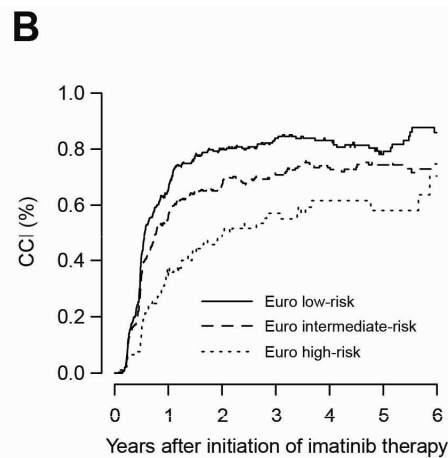 B
CCI (%)
1.0
0.8
0.6
0.4
0.2
0.0
Euro low-risk
Euro intermediate-risk
Euro high-risk
0 1 2 3 4 5 6
Years after initiation of imatinib therapy